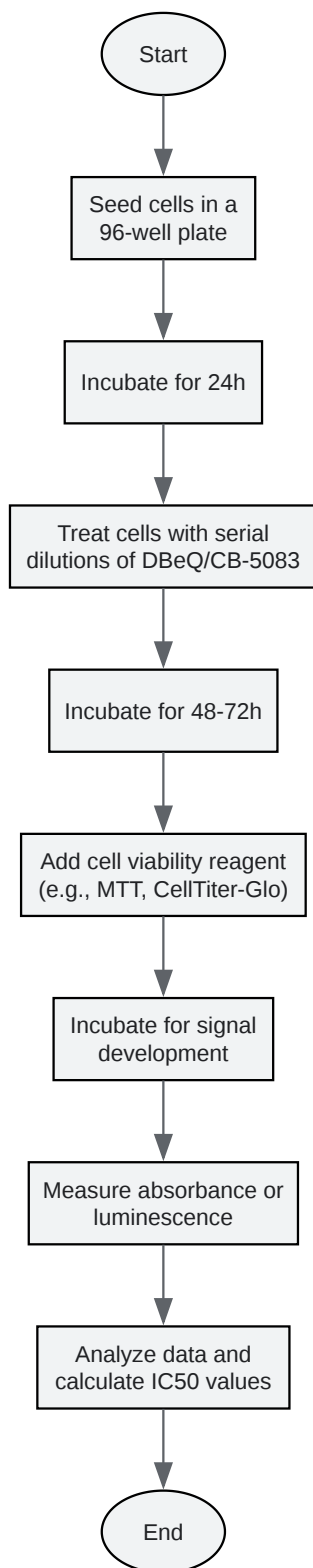 Start
Seed cells in a
96-well plate
Incubate for 24h
Treat cells with serial
dilutions of DBeQ/CB-5083
Incubate for 48-72h
Add cell viability reagent
(e.g., MTT, CellTiter-Glo)
Incubate for signal
development
Measure absorbance or
luminescence
Analyze data and
calculate IC50 values
End